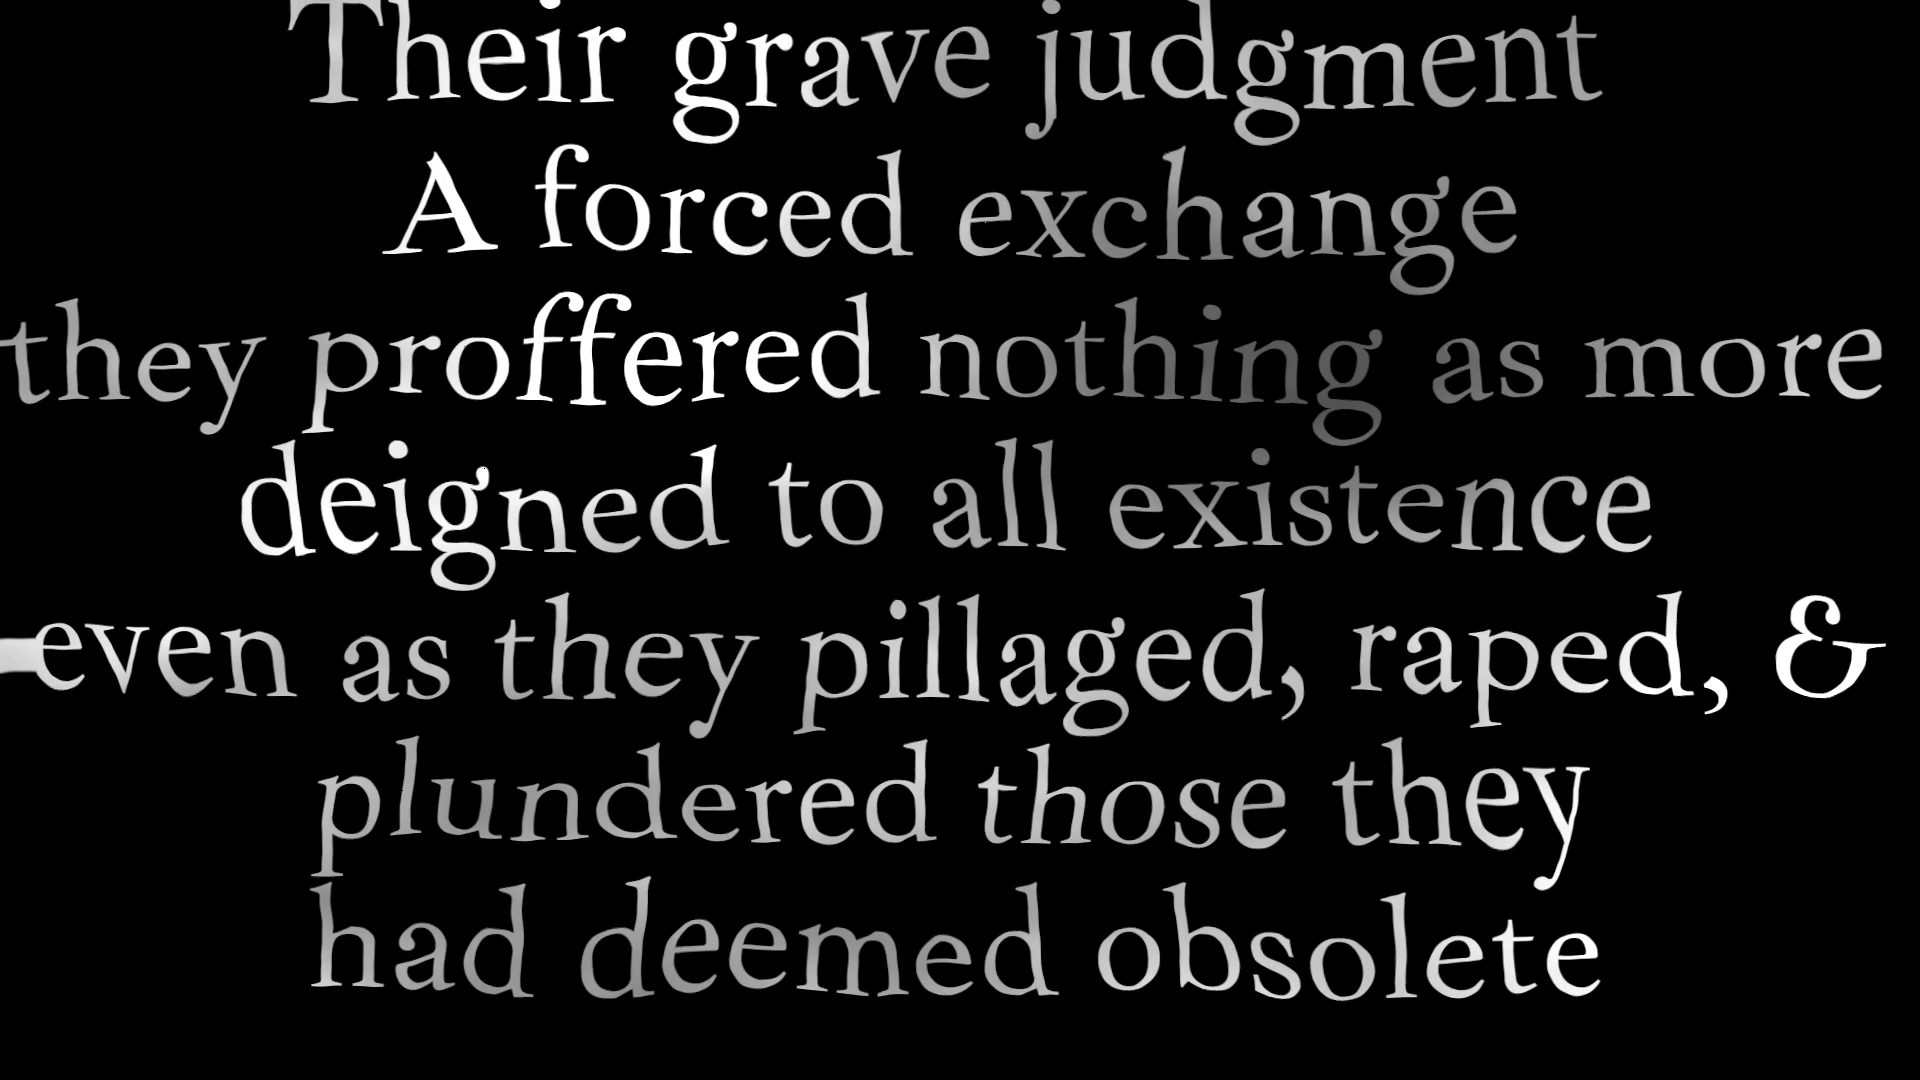 Their grave judgment
A forced exchange
they proffered nothing as more
deigned to all existence
even as they pillaged, raped, &
plundered those they
had deemed obsolete